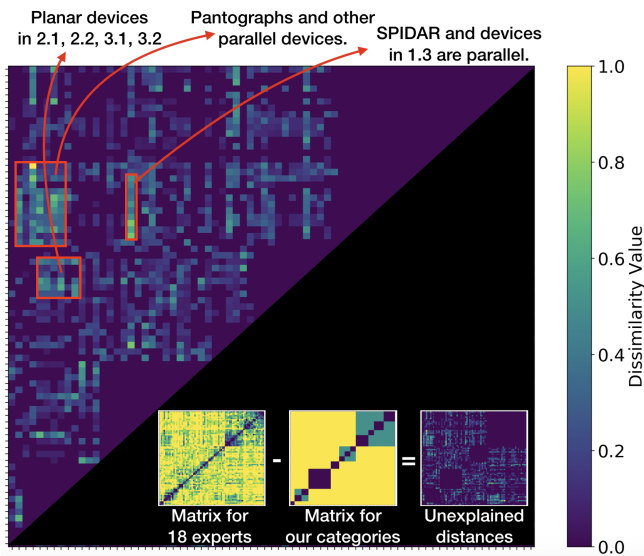 Planar devices
in 2.1, 2.2, 3.1, 3.2
Pantographs and other
parallel devices.
SPIDAR and devices
in 1.3 are parallel.
1.0
0.8
0.6
0.4
0.2
0.0
Dissimilarity Value
Matrix for
18 experts
-
Matrix for
our categories
=
Unexplained
distances